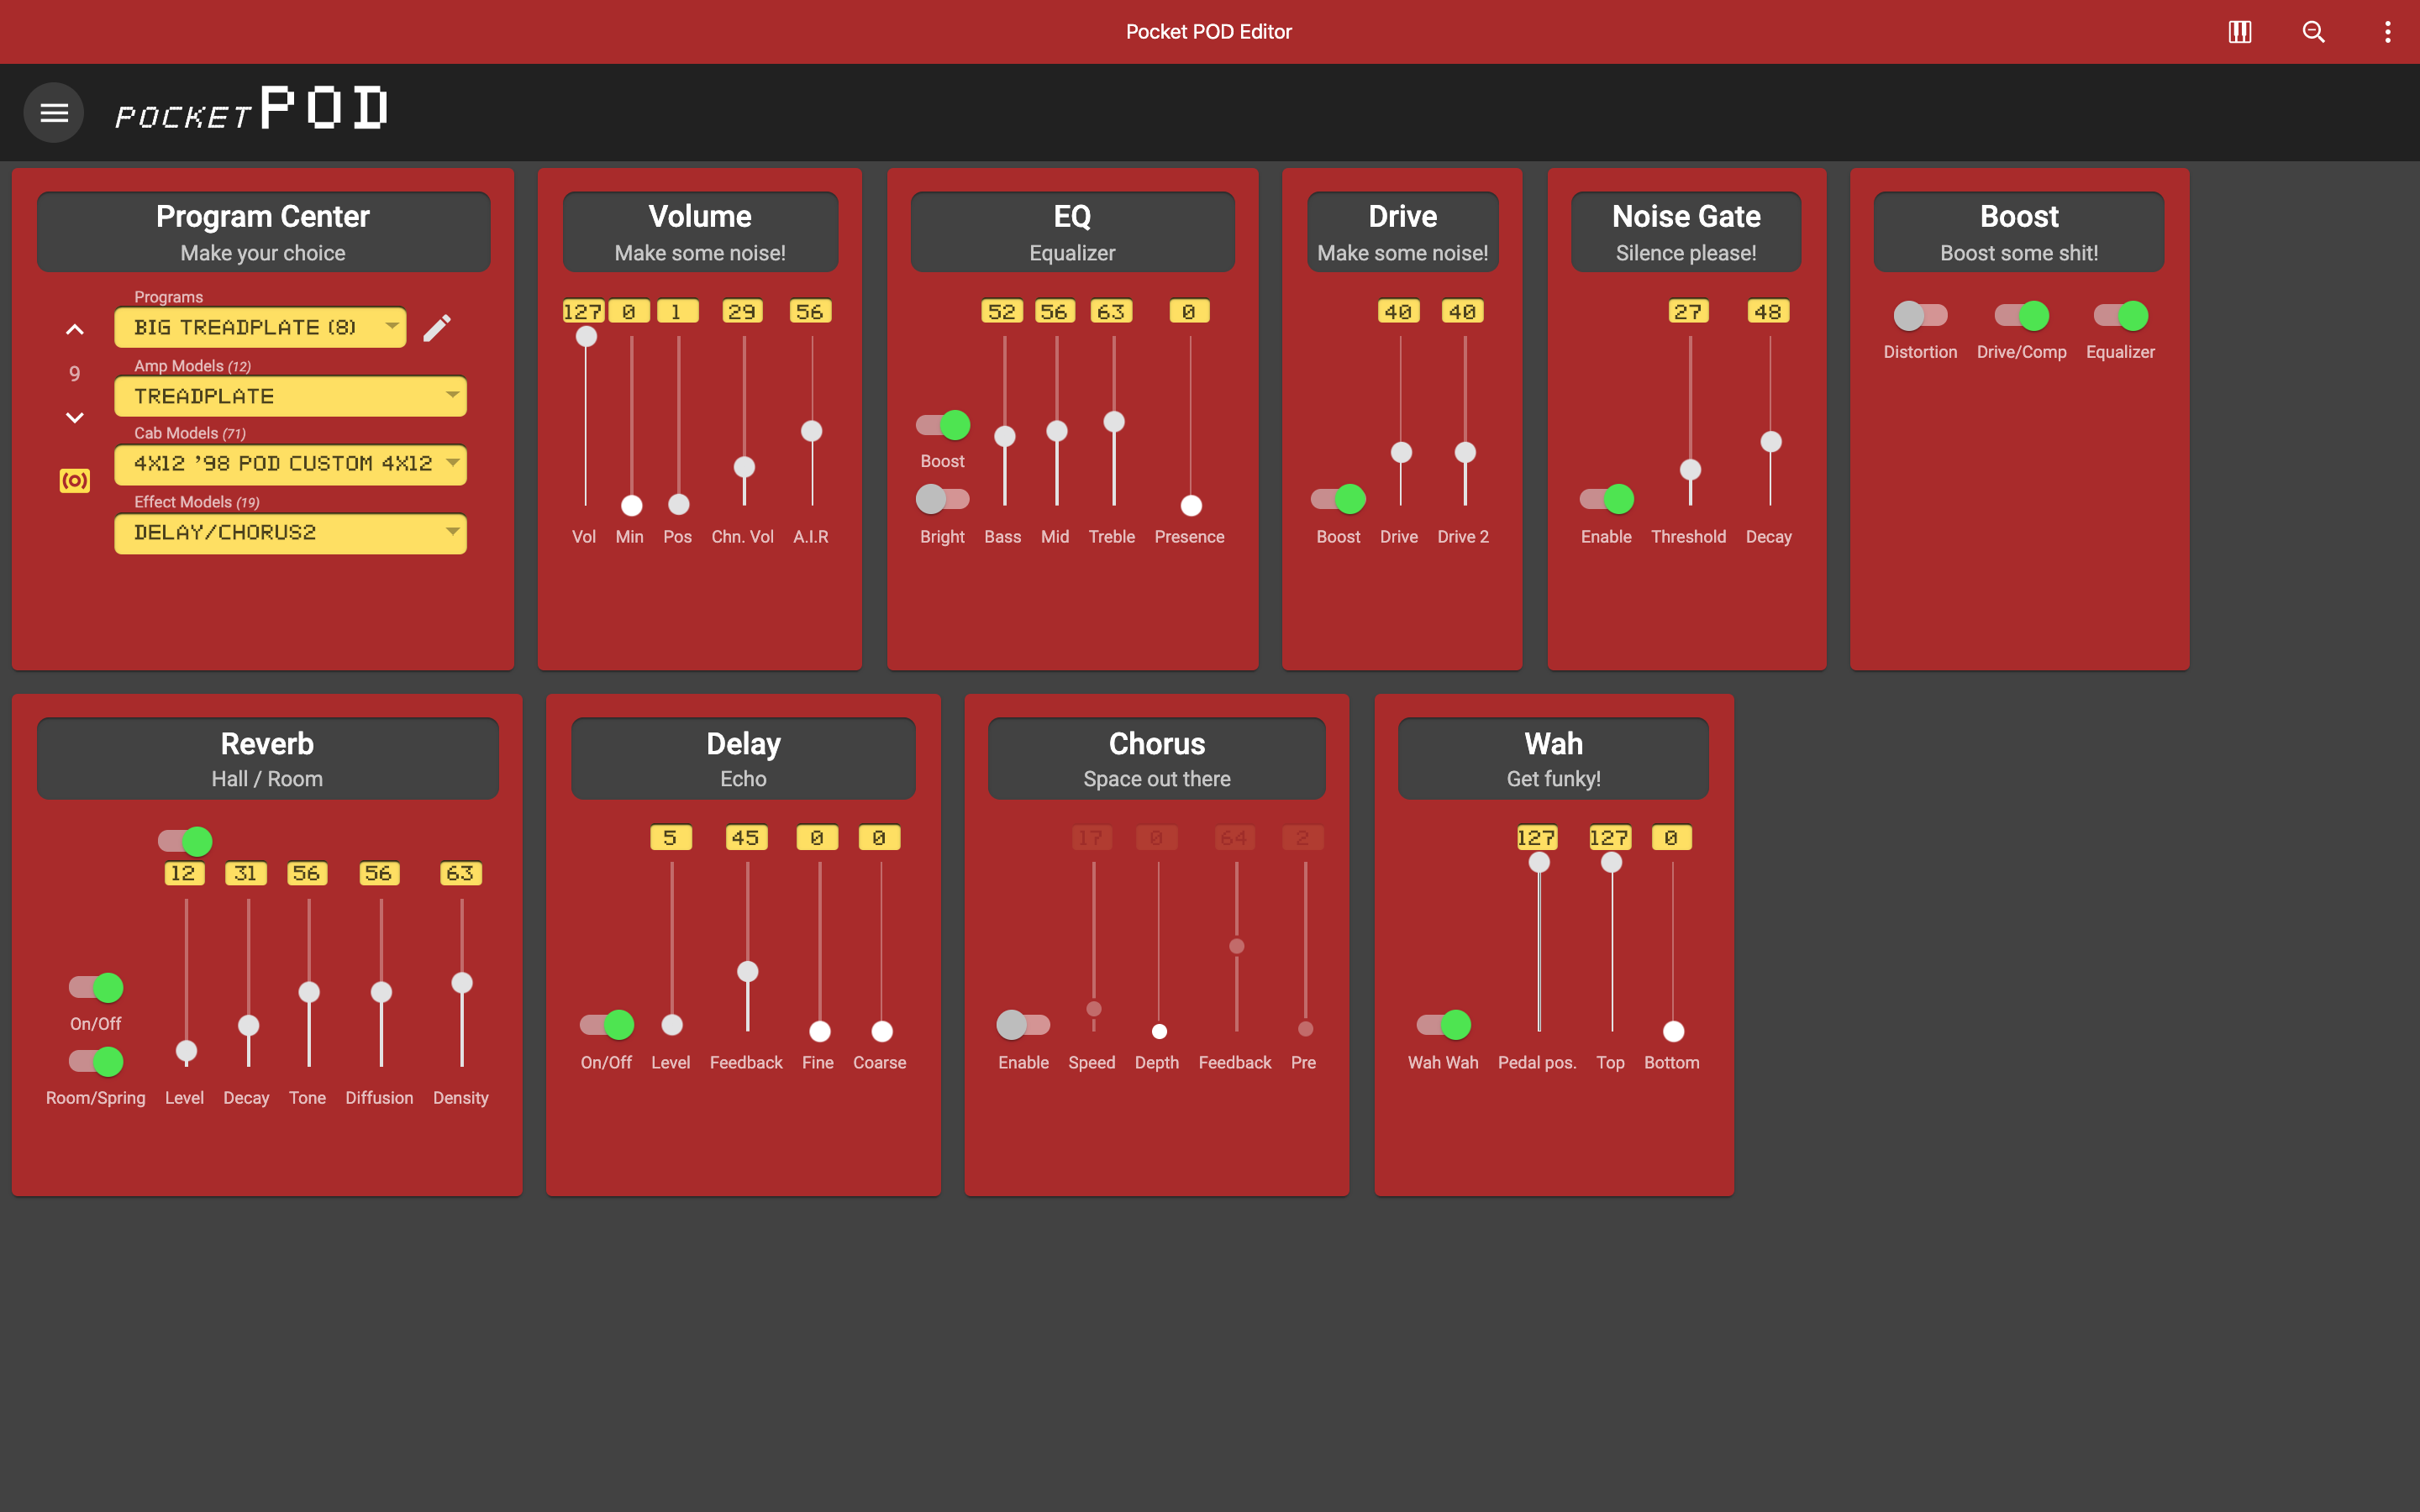 Pocket POD Editor
POCKET POD
Program Center
Make your choice
Programs
BIG TREADPLATE (8)
9
Amp Models (12)
TREADPLATE
Cab Models (71)
4X12 '98 POD CUSTOM 4X12
Effect Models (19)
DELAY/CHORUS2
Volume
Make some noise!
127 0 1 29 56
Vol Min Pos Chn. Vol A.I.R
EQ
Equalizer
52 56 63 0
Boost
Bright Bass Mid Treble Presence
Drive
Make some noise!
40 40
Boost Drive Drive 2
Noise Gate
Silence please!
27 48
Enable Threshold Decay
Boost
Boost some shit!
Distortion Drive/Comp Equalizer
Reverb
Hall / Room
12 31 56 56 63
On/Off
Room/Spring Level Decay Tone Diffusion Density
Delay
Echo
5 45 0 0
On/Off Level Feedback Fine Coarse
Chorus
Space out there
17 0 64 2
Enable Speed Depth Feedback Pre
Wah
Get funky!
127 127 0
Wah Wah Pedal pos. Top Bottom